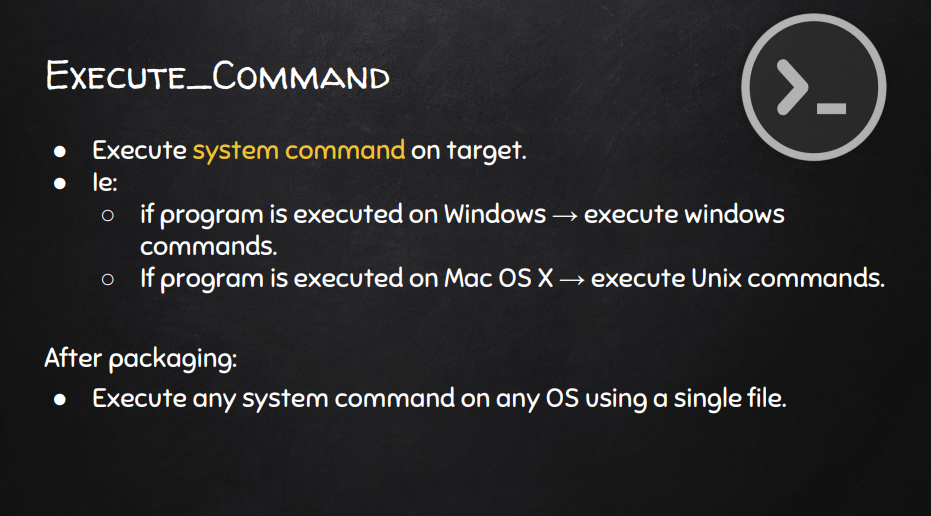 Execute_Command
● Execute system command on target.
● Ie:
○ if program is executed on Windows → execute windows
commands.
○ If program is executed on Mac OS X → execute Unix commands.
After packaging:
● Execute any system command on any OS using a single file.